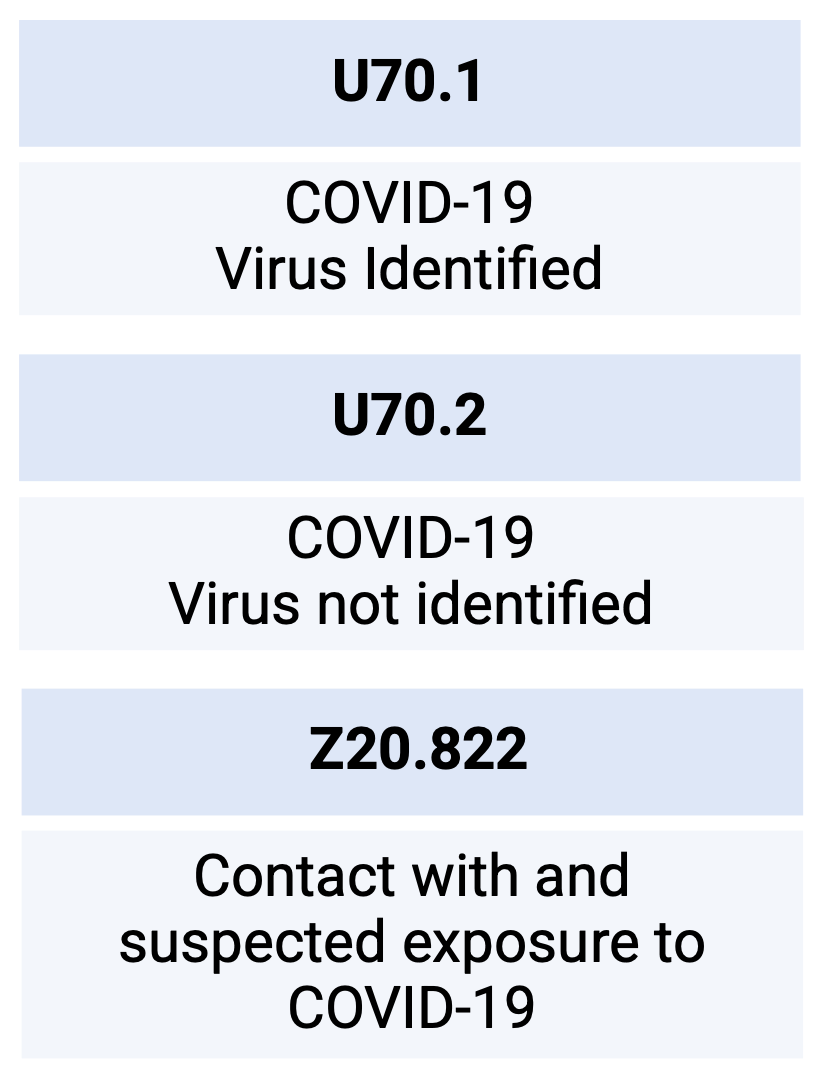 U70.1
COVID-19
Virus Identified
U70.2
COVID-19
Virus not identified
Z20.822
Contact with and
suspected exposure to
COVID-19